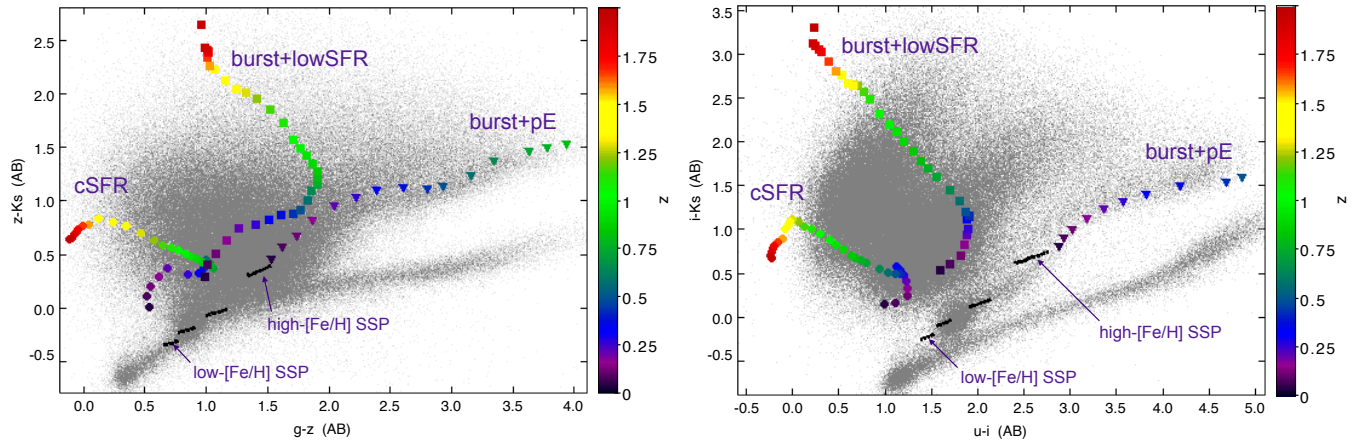 burst+lowSFR
burst+pE
cSFR
high-[Fe/H] SSP
low-[Fe/H] SSP
2.5
2.0
1.5
1.0
0.5
0.0
-0.5
z-Ks (AB)
0.0 0.5 1.0 1.5 2.0 2.5 3.0 3.5 4.0
g-z (AB)
1.75
1.5
1.25
1
0.75
0.5
0.25
0
z
burst+lowSFR
burst+pE
cSFR
high-[Fe/H] SSP
low-[Fe/H] SSP
3.5
3.0
2.5
2.0
1.5
1.0
0.5
0.0
-0.5
i-Ks (AB)
-0.5 0.0 0.5 1.0 1.5 2.0 2.5 3.0 3.5 4.0 4.5 5.0
u-i (AB)
1.75
1.5
1.25
1
0.75
0.5
0.25
0
z